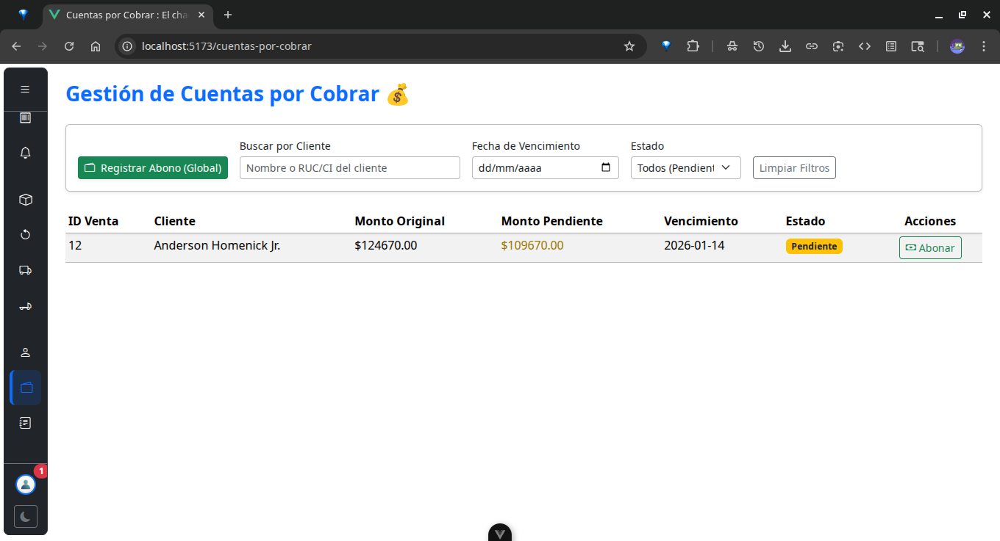 Cuentas por Cobrar : El cha
localhost:5173/cuentas-por-cobrar
Gestión de Cuentas por Cobrar 💰
Buscar por Cliente
Fecha de Vencimiento
Estado
Registrar Abono (Global)
Nombre o RUC/CI del cliente
dd/mm/aaaa
Todos (Pendient
Limpiar Filtros
ID Venta Cliente Monto Original Monto Pendiente Vencimiento Estado Acciones
12 Anderson Homenick Jr. $124670.00 $109670.00 2026-01-14 Pendiente Abonar
1